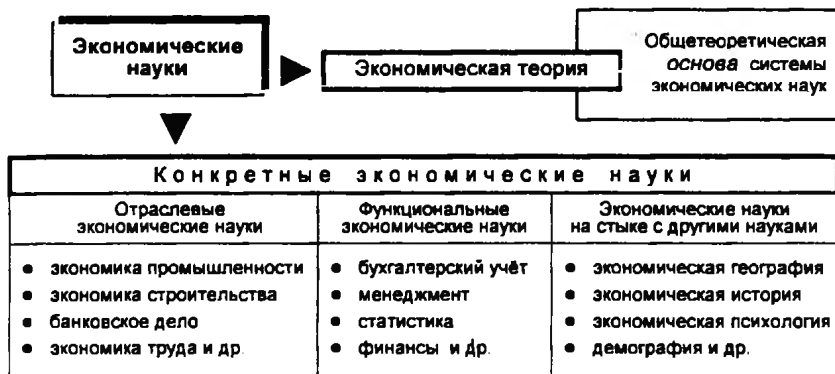 Экономические
науки
Экономическая теория
Общетеоретическая
основа системы
экономических наук
Конкретные экономические науки
Отраслевые
экономические науки
Функциональные
экономические науки
Экономические науки
на стыке с другими науками
• экономика промышленности
• экономика строительства
• банковское дело
• экономика труда и др.
• бухгалтерский учёт
• менеджмент
• статистика
• финансы и др.
• экономическая география
• экономическая история
• экономическая психология
• демография и др.